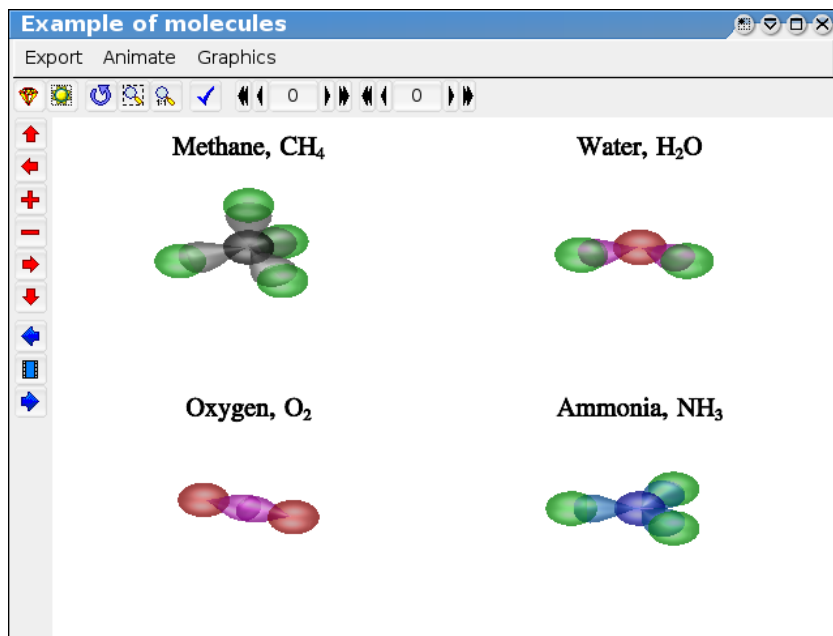 Example of molecules
Export Animate Graphics
0 0
Methane, CH₄ Water, H₂O
Oxygen, O₂ Ammonia, NH₃